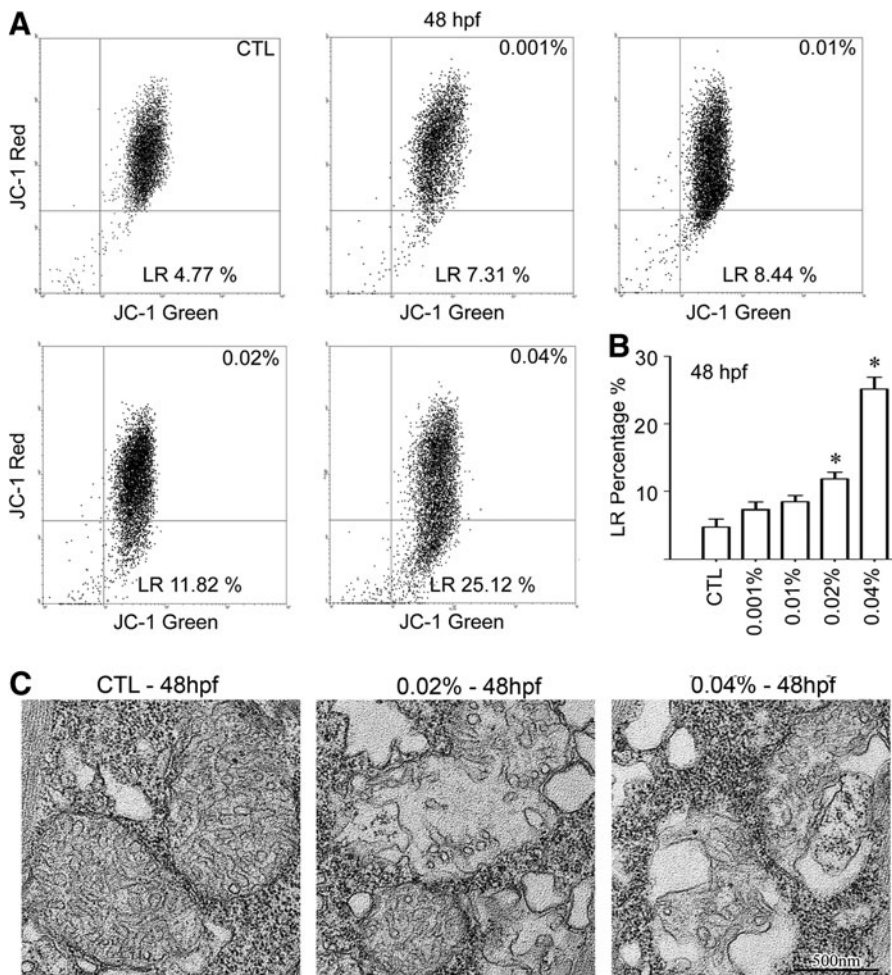 A
48 hpf
CTL
JC-1 Red
LR 4.77 %
JC-1 Green
0.001%
LR 7.31 %
JC-1 Green
0.01%
LR 8.44 %
JC-1 Green
0.02%
JC-1 Red
LR 11.82 %
JC-1 Green
0.04%
LR 25.12 %
JC-1 Green
B
48 hpf
LR Percentage %
30
20
10
*
*
CTL
0.001%
0.01%
0.02%
0.04%
C
CTL - 48hpf
0.02% - 48hpf
0.04% - 48hpf
500nm